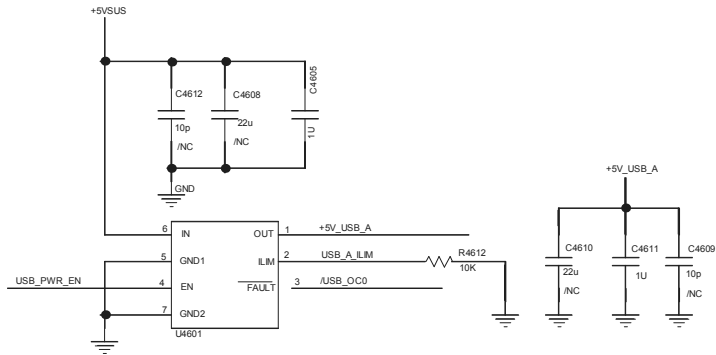 +5VSUS
C4612
10p
/NC
C4608
22u
/NC
C4605
1U
GND
+5V_USB_A
C4610
22u
/NC
C4611
1U
C4609
10p
/NC
6 IN OUT 1 +5V_USB_A
5 GND1 ILIM 2 USB_A_ILIM R4612
10K
USB_PWR_EN 4 EN FAULT 3 /USB_OC0
7 GND2
U4601